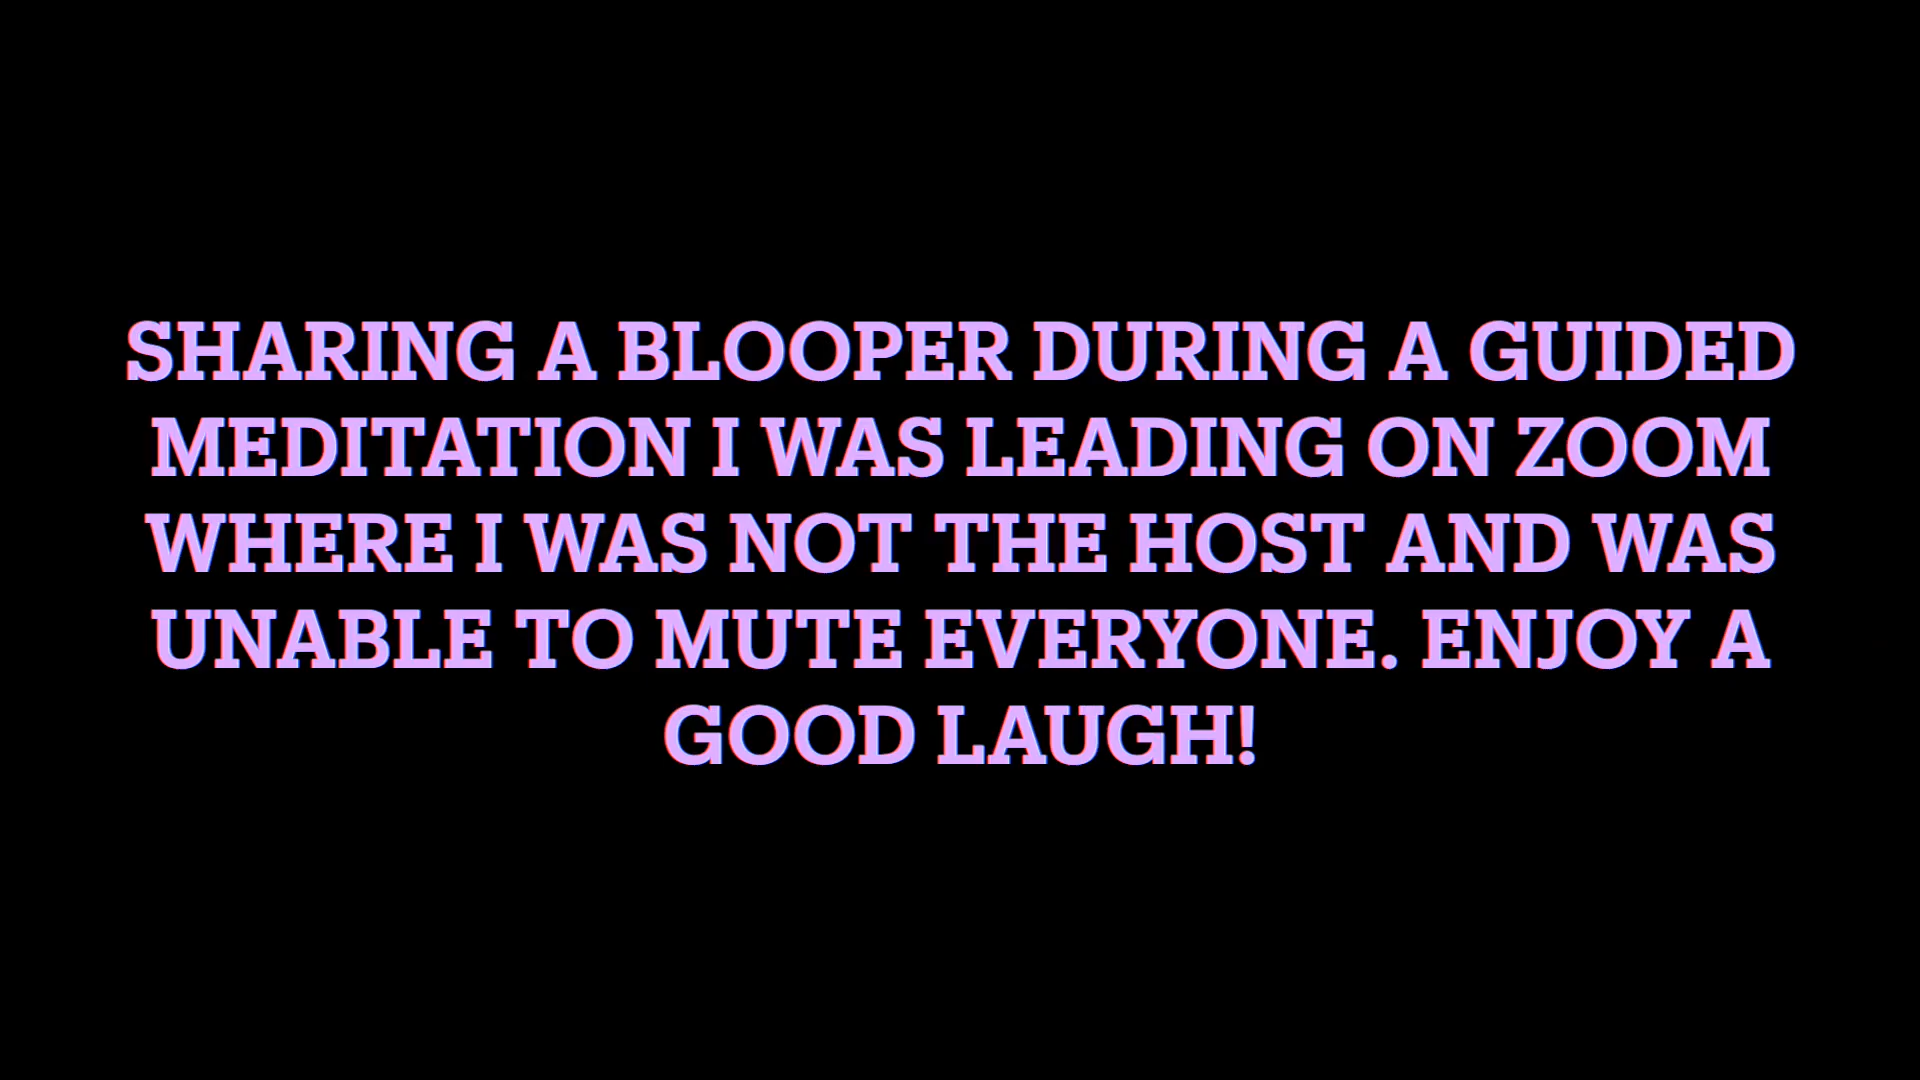 SHARING A BLOOPER DURING A GUIDED
MEDITATION I WAS LEADING ON ZOOM
WHERE I WAS NOT THE HOST AND WAS
UNABLE TO MUTE EVERYONE. ENJOY A
GOOD LAUGH!